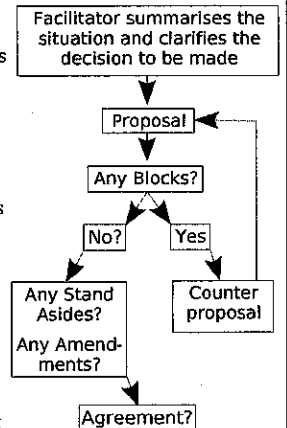 Facilitator summarises the
situation and clarifies the
decision to be made
s
Proposal
Any Blocks?
s
No?
Yes
Any Stand
Asides?
Any Amend-
ments?
Counter
proposal
Agreement?